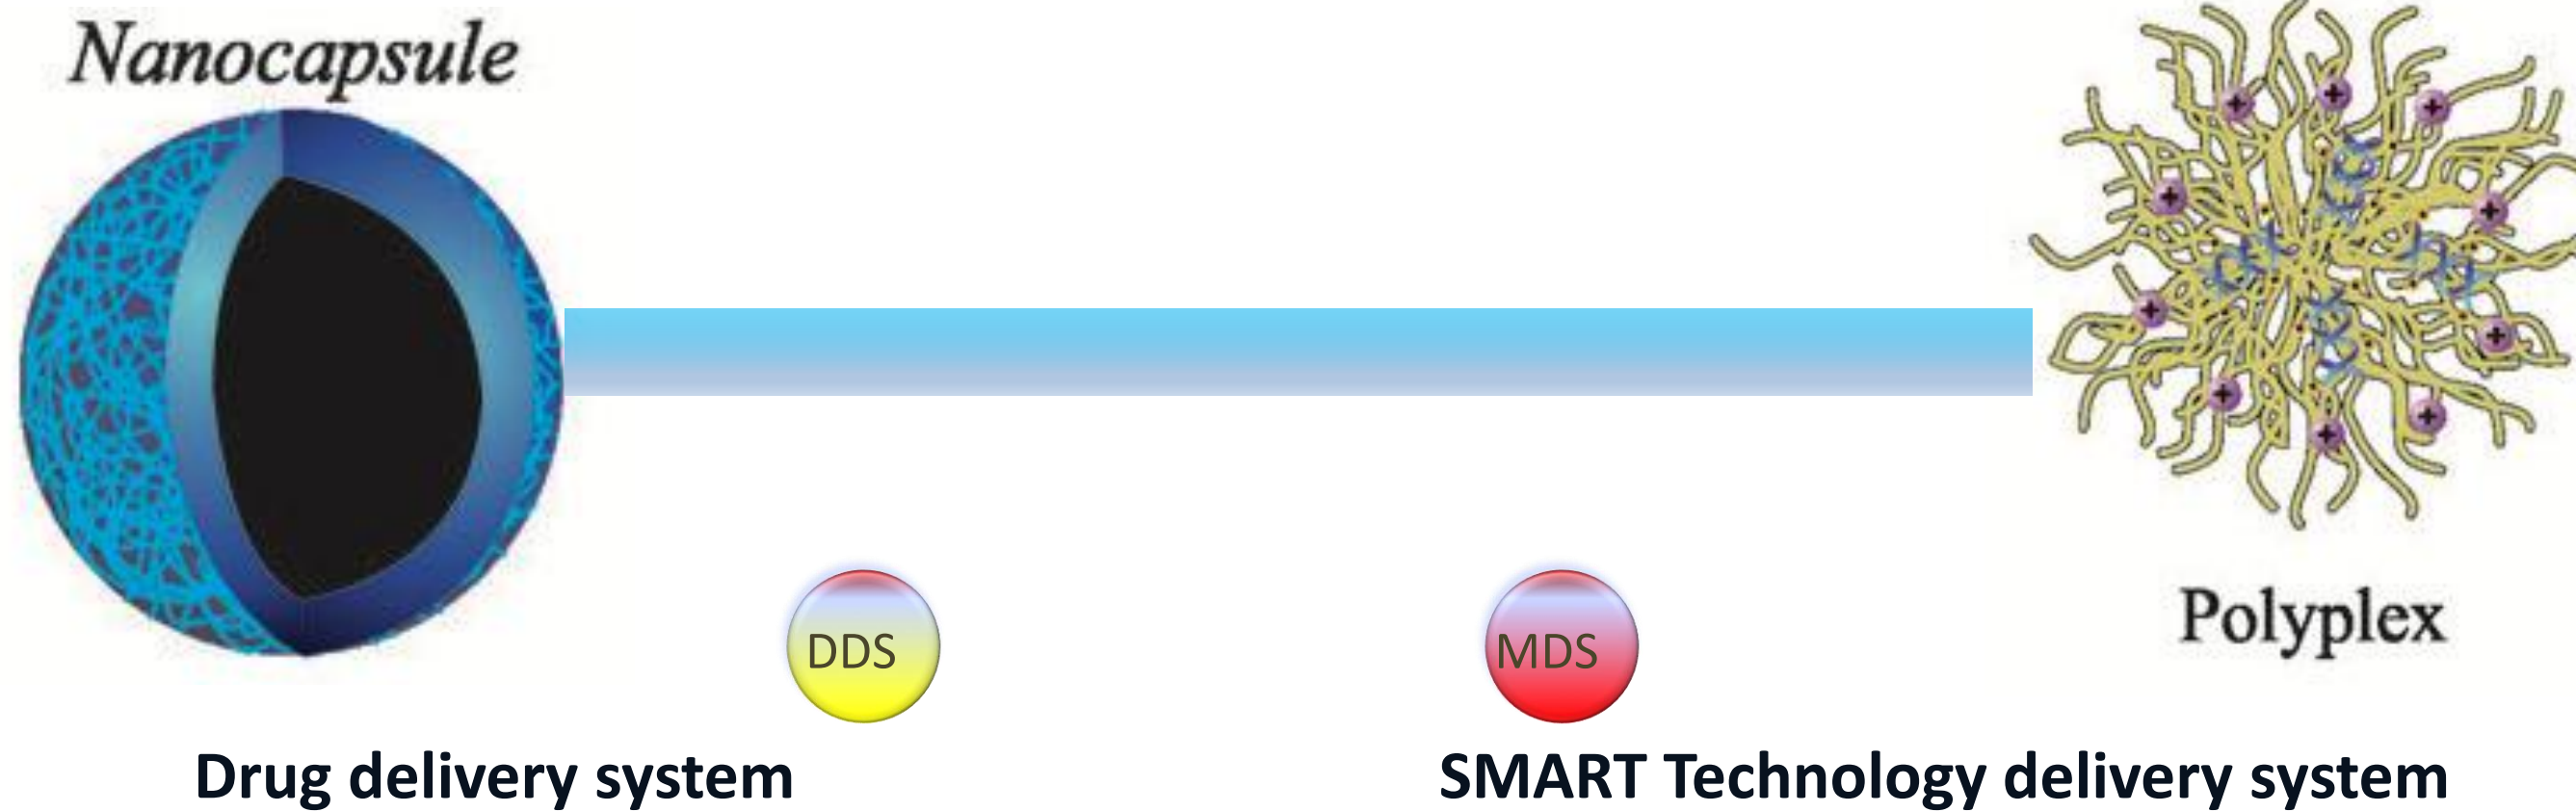 Nanocapsule
+ + +
+ +
+ +
+ + +
DDS MDS
Polyplex
Drug delivery system
SMART Technology delivery system